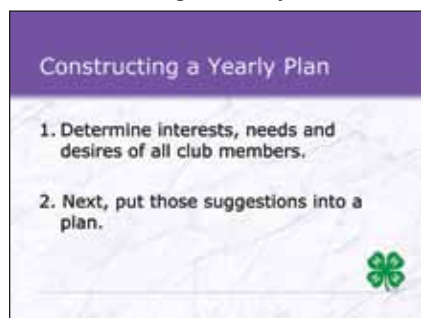 Constructing a Yearly Plan
1. Determine interests, needs and
desires of all club members.
2. Next, put those suggestions into a
plan.